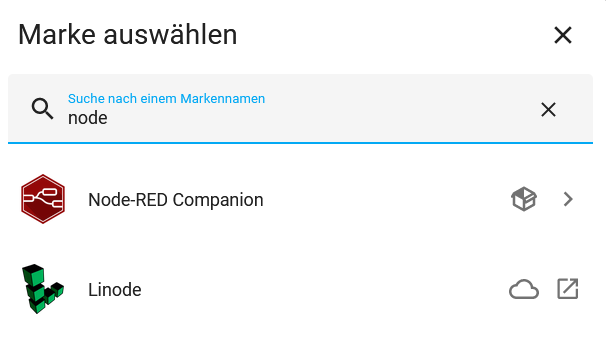 Marke auswählen
Suche nach einem Markennamen
node
Node-RED Companion
Linode